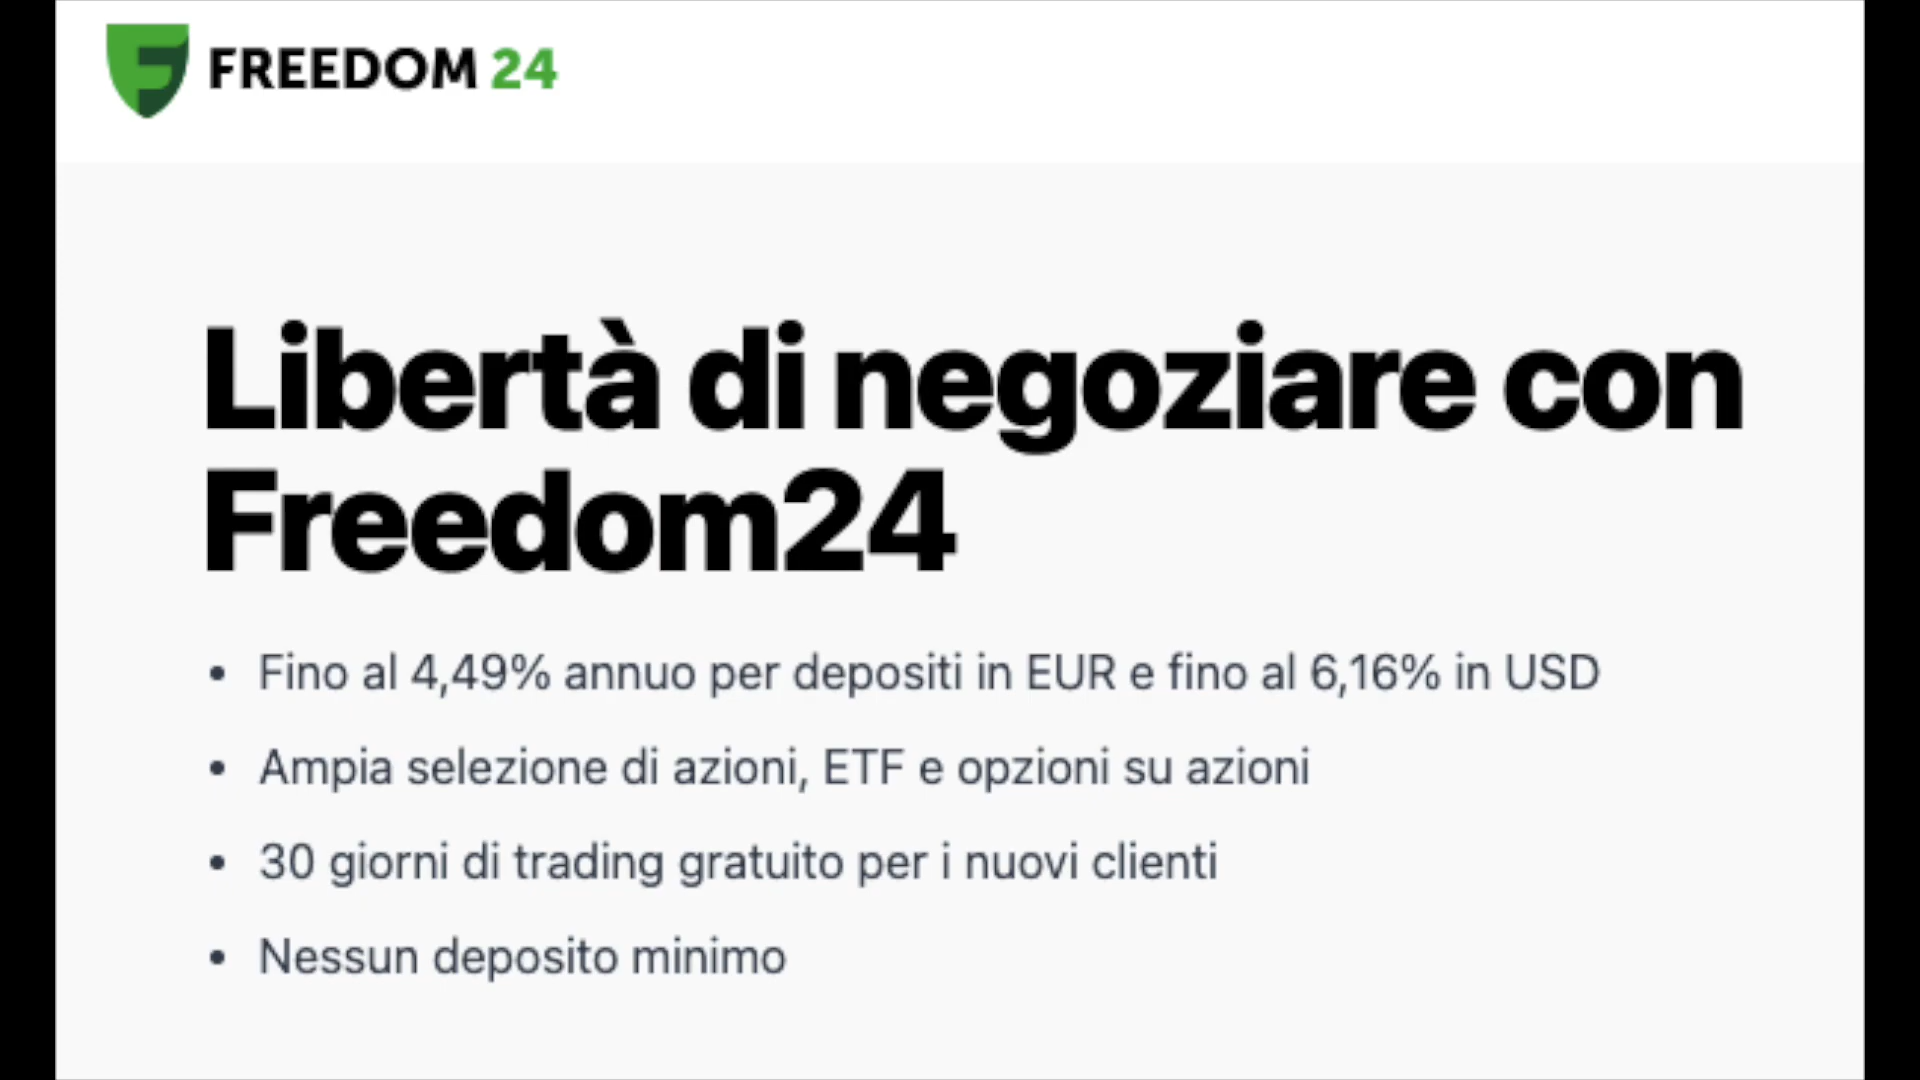 FREEDOM 24
Libertà di negoziare con
Freedom24
• Fino al 4,49% annuo per depositi in EUR e fino al 6,16% in USD
• Ampia selezione di azioni, ETF e opzioni su azioni
• 30 giorni di trading gratuito per i nuovi clienti
• Nessun deposito minimo